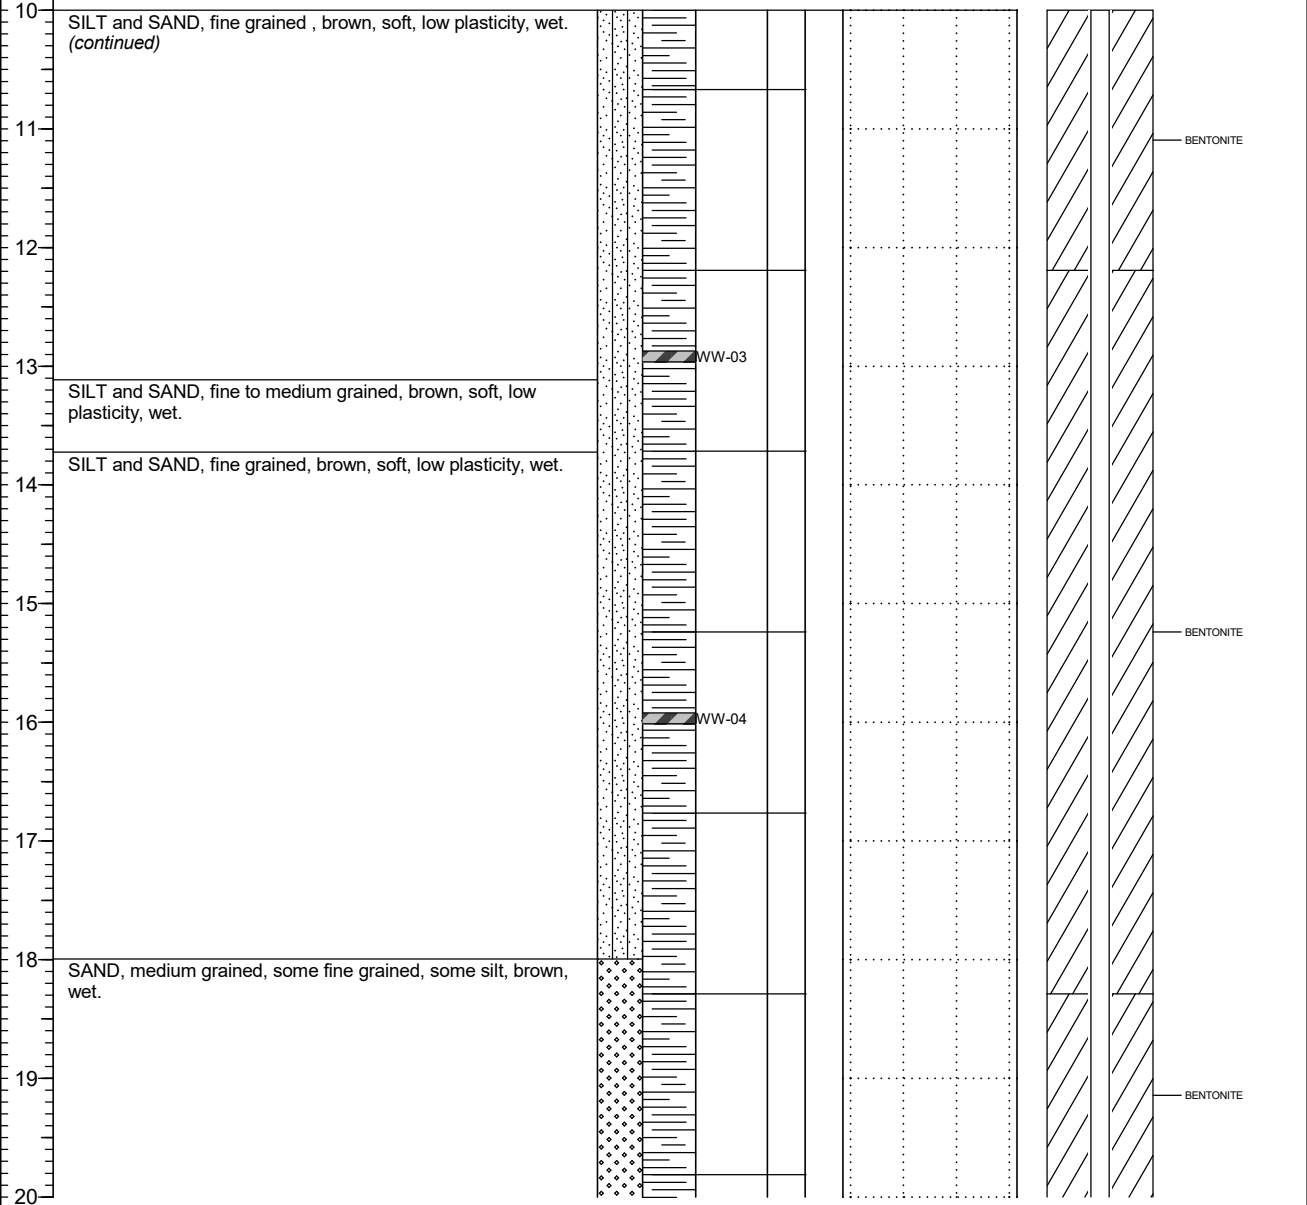 10
SILT and SAND, fine grained , brown, soft, low plasticity, wet.
(continued)
11
BENTONITE
12
13
WW-03
SILT and SAND, fine to medium grained, brown, soft, low
plasticity, wet.
SILT and SAND, fine grained, brown, soft, low plasticity, wet.
14
15
BENTONITE
16
WW-04
17
18
SAND, medium grained, some fine grained, some silt, brown,
wet.
19
BENTONITE
20